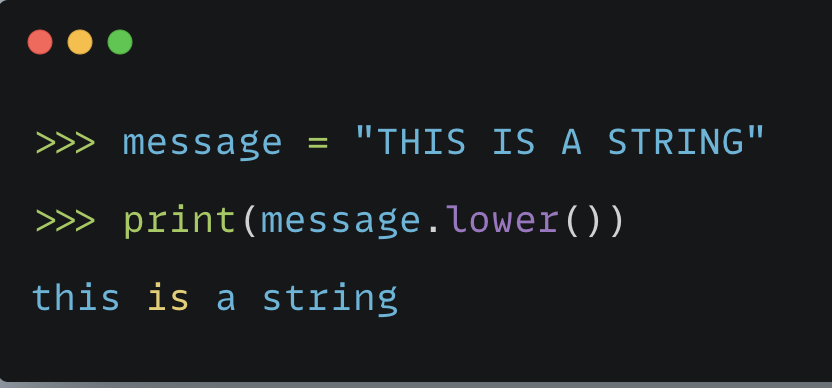 >>> message = "THIS IS A STRING"
>>> print(message.lower())
this is a string